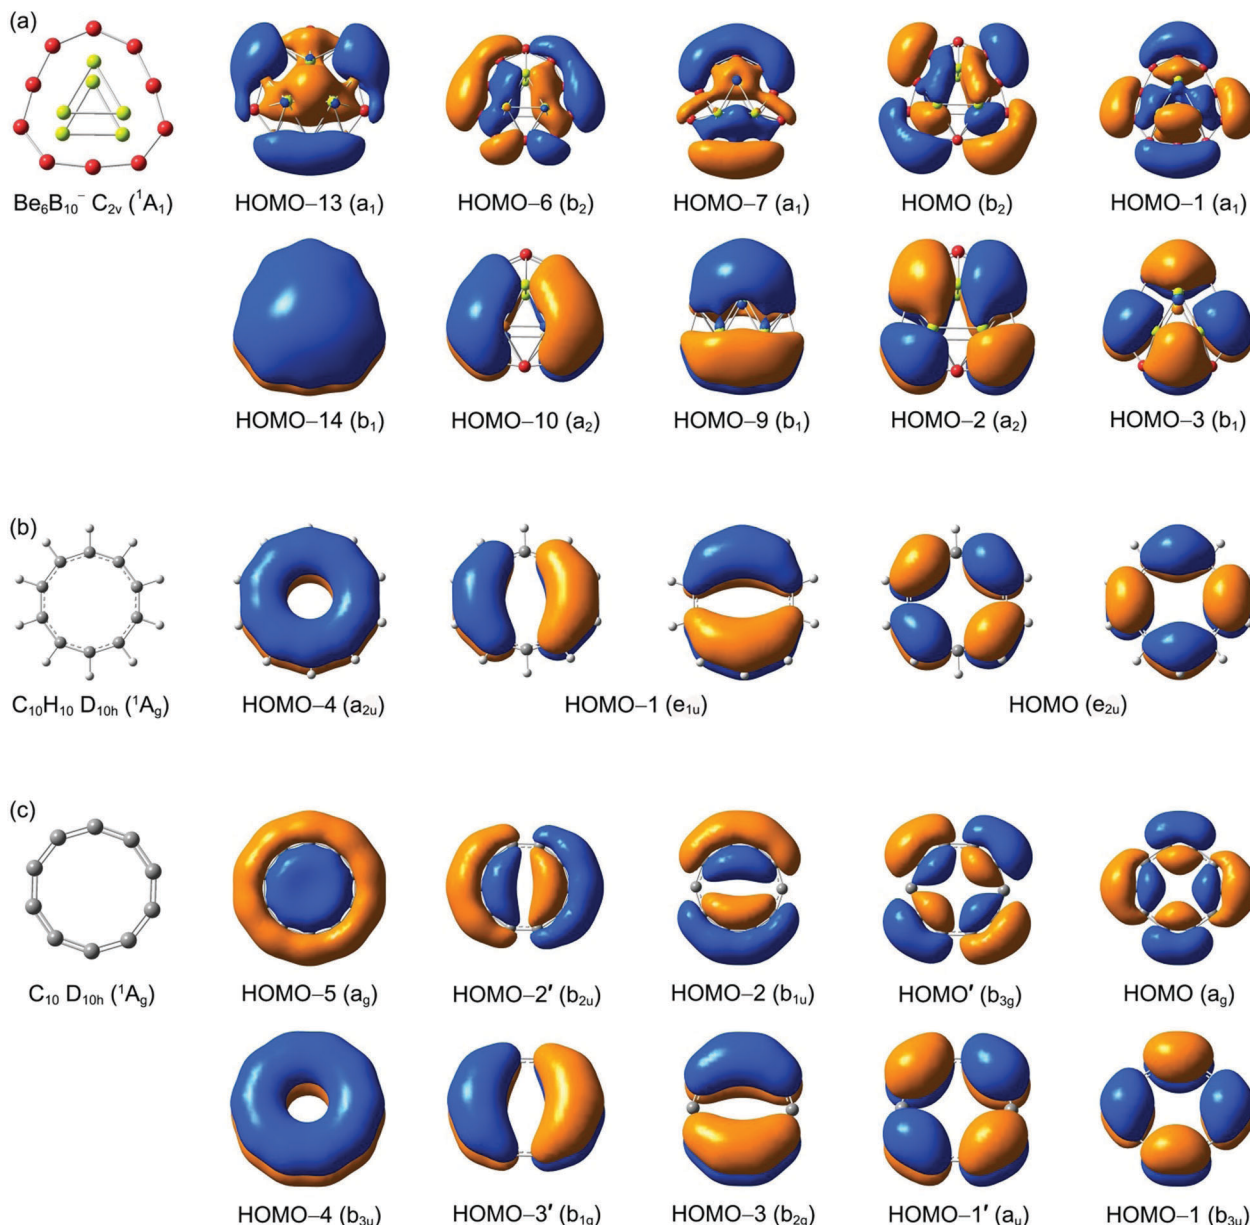 (a)
Be₆B₁₀⁻ C₂ᵥ (¹A₁) HOMO–13 (a₁) HOMO–6 (b₂) HOMO–7 (a₁) HOMO (b₂) HOMO–1 (a₁)
HOMO–14 (b₁) HOMO–10 (a₂) HOMO–9 (b₁) HOMO–2 (a₂) HOMO–3 (b₁)
(b)
C₁₀H₁₀ D₁₀ₕ (¹A_g) HOMO–4 (a₂ᵤ) HOMO–1 (e₁ᵤ) HOMO (e₂ᵤ)
(c)
C₁₀ D₁₀ₕ (¹A_g) HOMO–5 (a_g) HOMO–2′ (b₂ᵤ) HOMO–2 (b₁ᵤ) HOMO′ (b₃g) HOMO (a_g)
HOMO–4 (b₃ᵤ) HOMO–3′ (b₁g) HOMO–3 (b₂g) HOMO–1′ (aᵤ) HOMO–1 (b₃ᵤ)